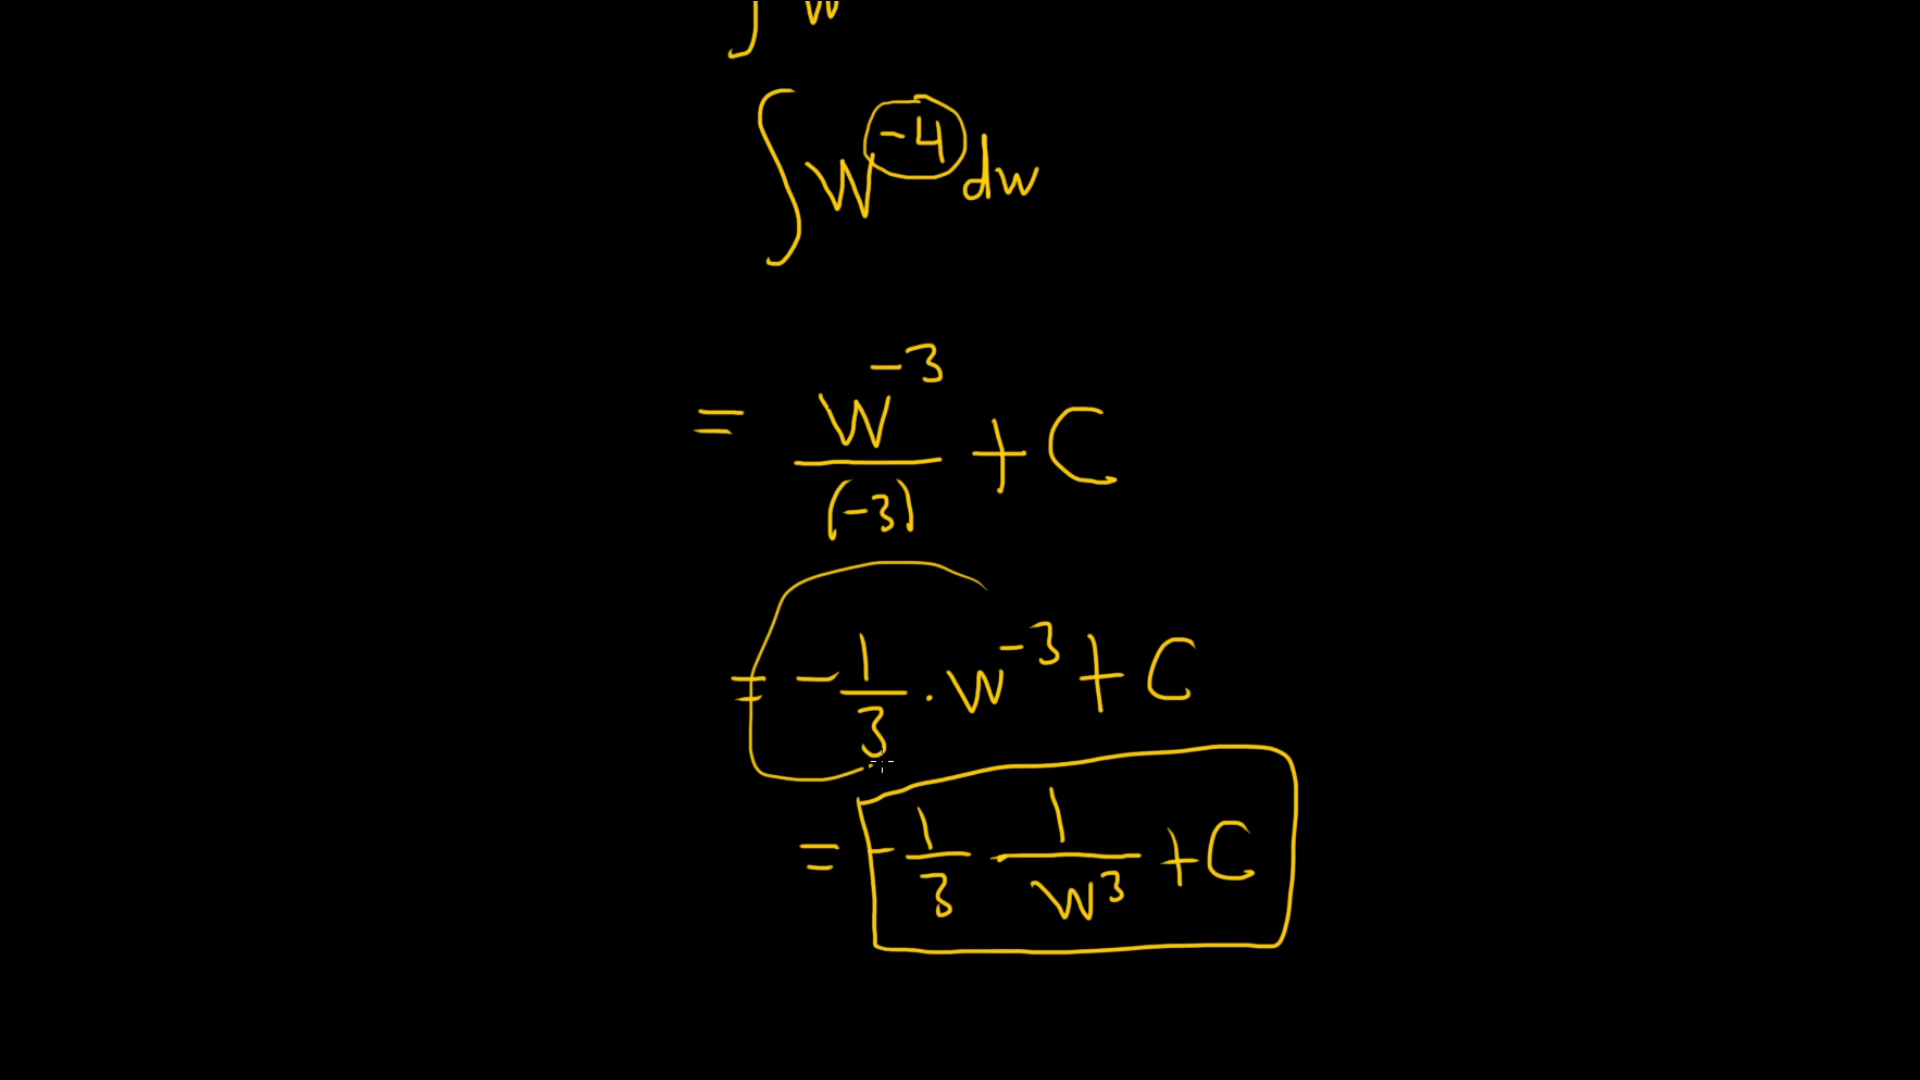 ∫ w
∫ w^-4 dw
= w^-3/(-3) + C
= -1/3 · w^-3 + C
= -1/3 · 1/w^3 + C